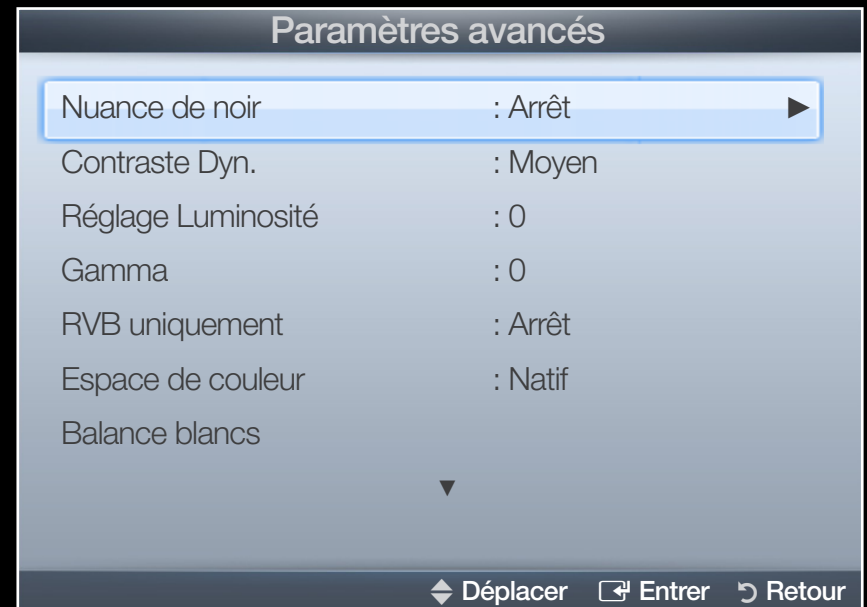 Paramètres avancés
Nuance de noir : Arrêt ►
Contraste Dyn. : Moyen
Réglage Luminosité : 0
Gamma : 0
RVB uniquement : Arrêt
Espace de couleur : Natif
Balance blancs
▼
Déplacer Entrer Retour